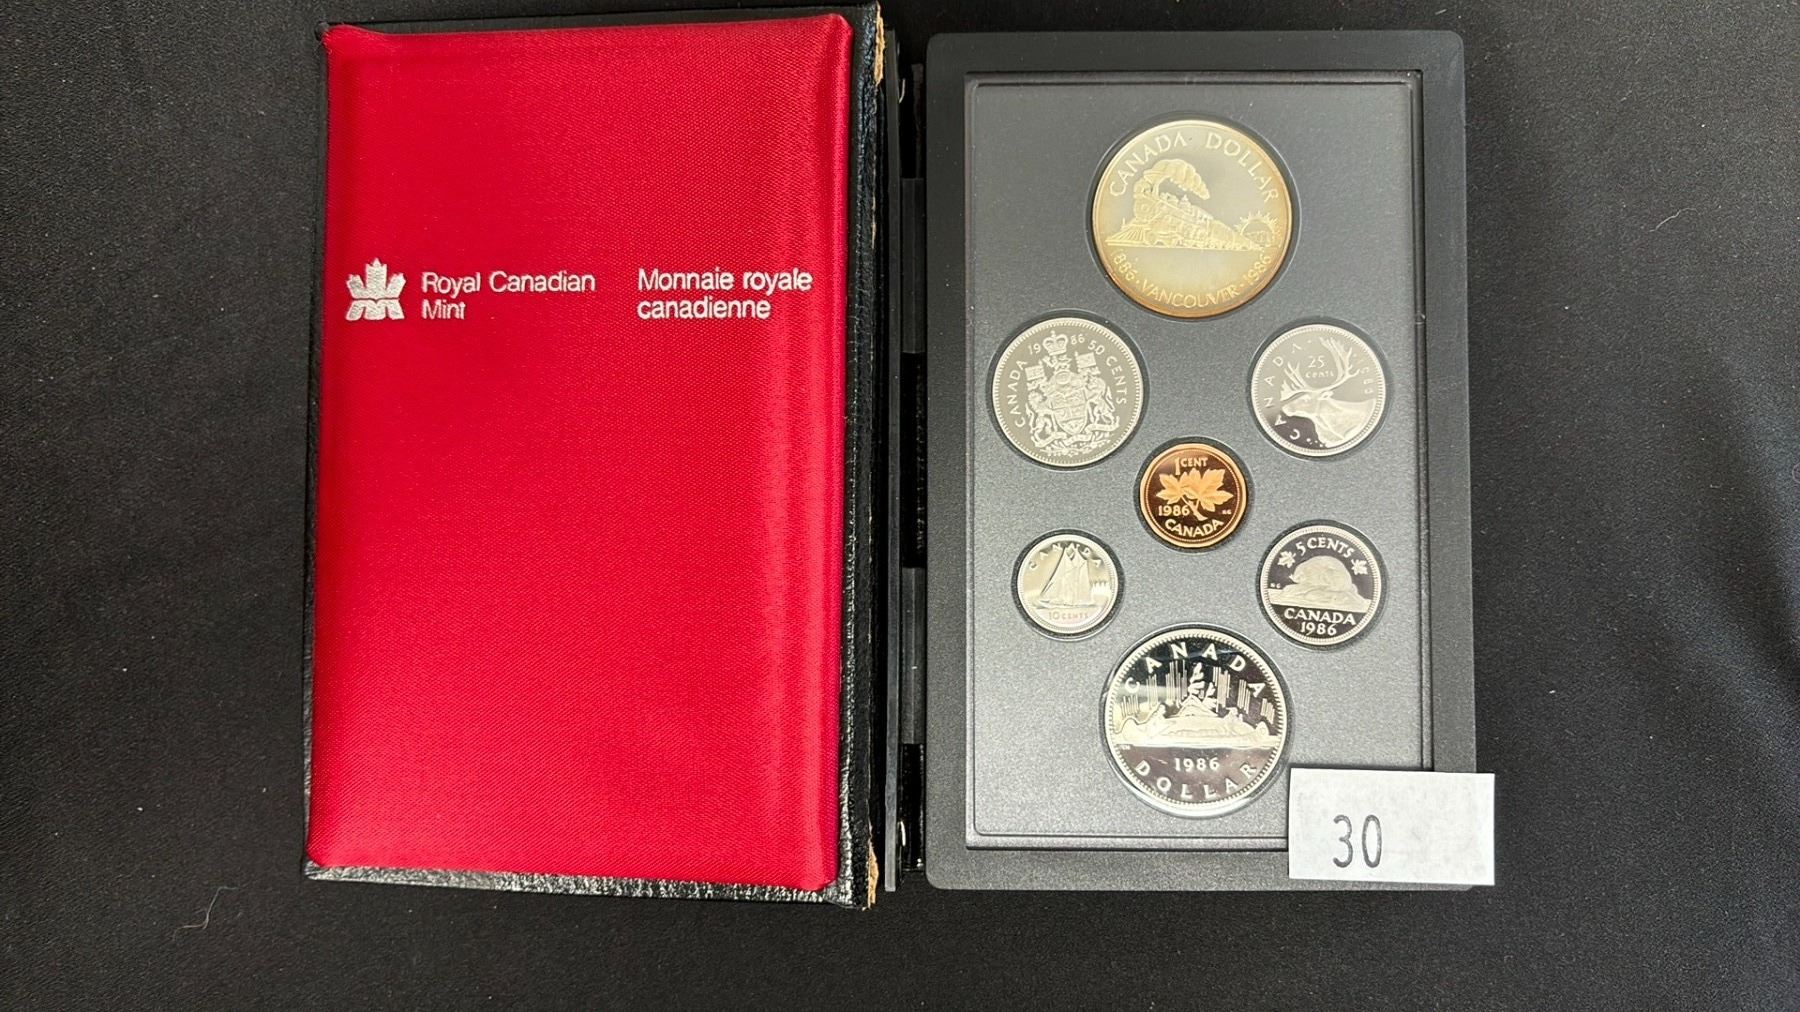 Royal Canadian
Mint
Monnaie royale
canadienne
CANADA · DOLLAR
1886 · VANCOUVER · 1986
CANADA 1986 50 CENTS
CANADA
25
CENTS
1 CENT
1986
CANADA
CANADA
10 CENTS
5 CENTS
CANADA
1986
CANADA
1986
DOLLAR
30